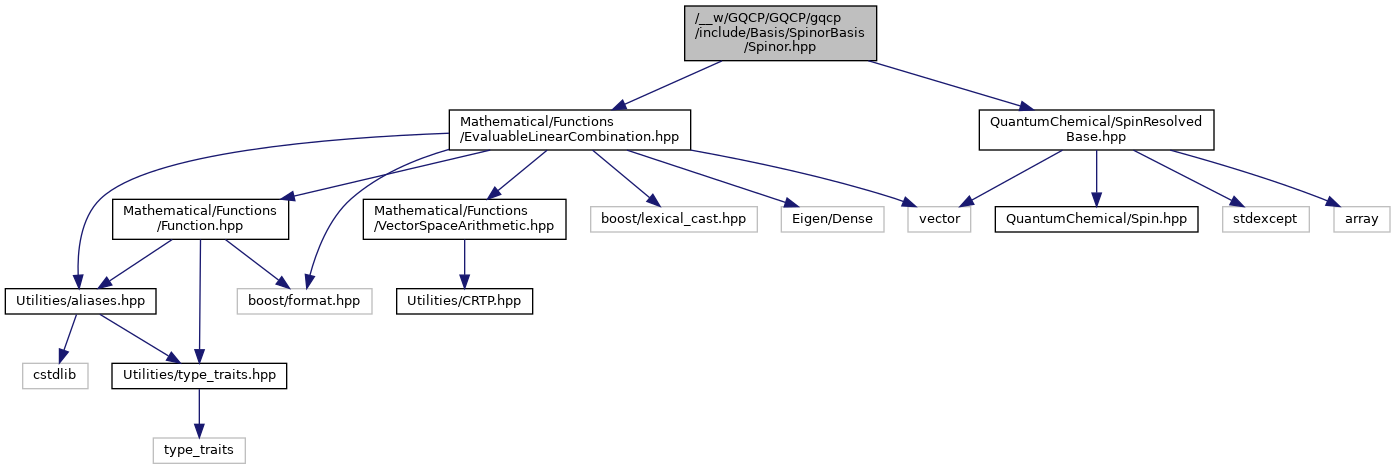 /__w/GQCP/GQCP/gqcp
/include/Basis/SpinorBasis
/Spinor.hpp
Mathematical/Functions
/EvaluableLinearCombination.hpp
QuantumChemical/SpinResolved
Base.hpp
Mathematical/Functions
/Function.hpp
Mathematical/Functions
/VectorSpaceArithmetic.hpp
boost/lexical_cast.hpp
Eigen/Dense
vector
QuantumChemical/Spin.hpp
stdexcept
array
Utilities/aliases.hpp
boost/format.hpp
Utilities/CRTP.hpp
cstdlib
Utilities/type_traits.hpp
type_traits